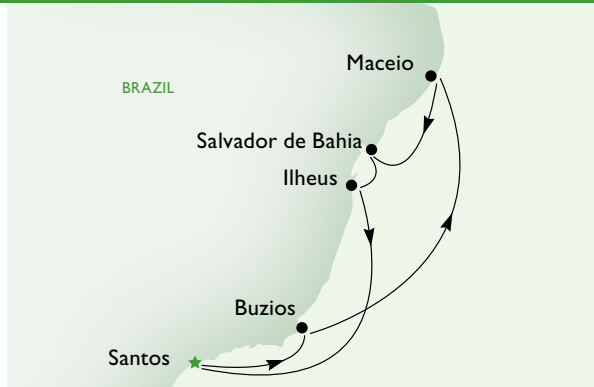 Maceio
BRAZIL
Salvador de Bahia
Ilheus
Buzios
Santos